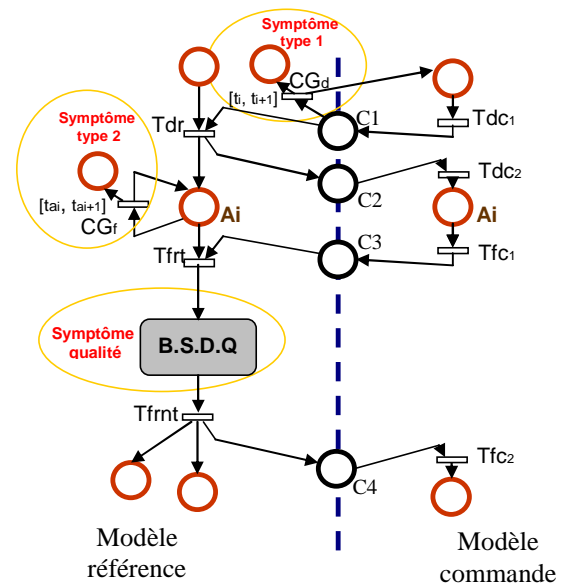 Symptôme
type 1
CGd
[ti, ti+1]
C1
Tdc1
Tdr
Symptôme
type 2
[tai, tai+1]
CGf
C2
Tdc2
Ai
Ai
C3
Tfrt
Tfc1
Symptôme
qualité
B.S.D.Q
Tfrnt
Tfc2
C4
Modèle
référence
Modèle
commande